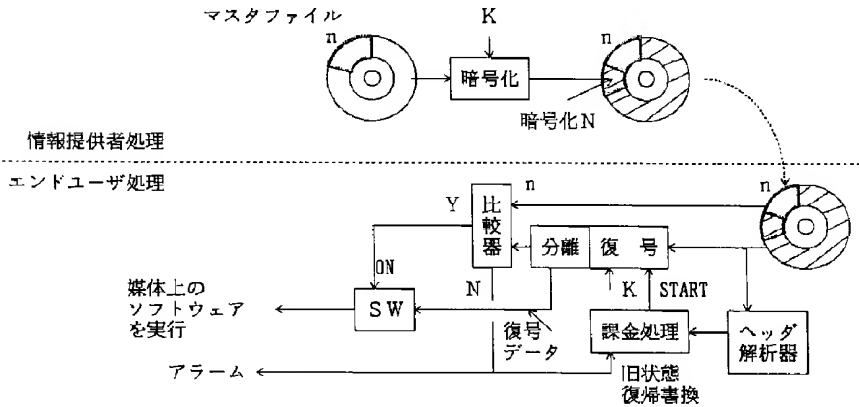 マスタファイル
K
n
n
暗号化
暗号化N
情報提供者処理
エンドユーザ処理
n
n
Y
比較器
分離
復号
ON
N
K
START
媒体上の
ソフトウェア
を実行
SW
復号
データ
課金処理
ヘッダ
解析器
アラーム
旧状態
復帰書換